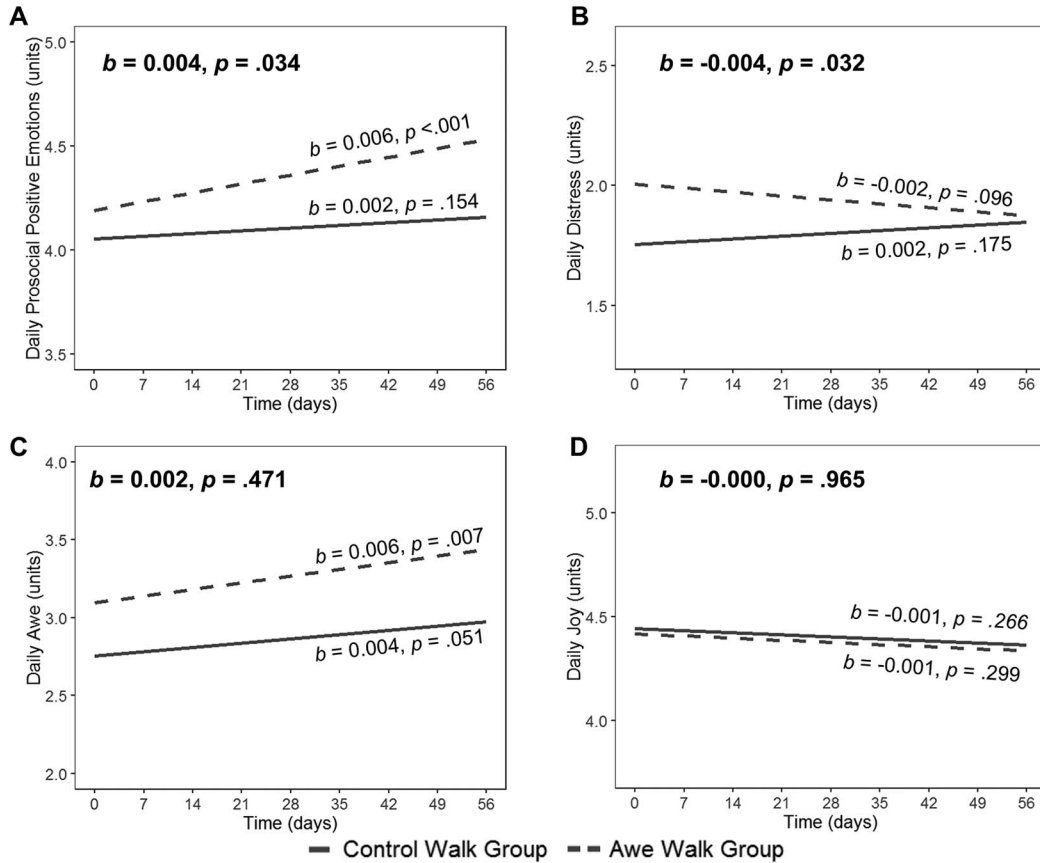 A
b = 0.004, p = .034
Daily Prosocial Positive Emotions (units)
5.0
4.5
4.0
3.5
b = 0.006, p <.001
b = 0.002, p = .154
0 7 14 21 28 35 42 49 56
Time (days)
B
b = -0.004, p = .032
Daily Distress (units)
2.5
2.0
1.5
b = -0.002, p = .096
b = 0.002, p = .175
0 7 14 21 28 35 42 49 56
Time (days)
C
b = 0.002, p = .471
Daily Awe (units)
4.0
3.5
3.0
2.5
2.0
b = 0.006, p = .007
b = 0.004, p = .051
0 7 14 21 28 35 42 49 56
Time (days)
D
b = -0.000, p = .965
Daily Joy (units)
5.0
4.5
4.0
b = -0.001, p = .266
b = -0.001, p = .299
0 7 14 21 28 35 42 49 56
Time (days)
Control Walk Group Awe Walk Group